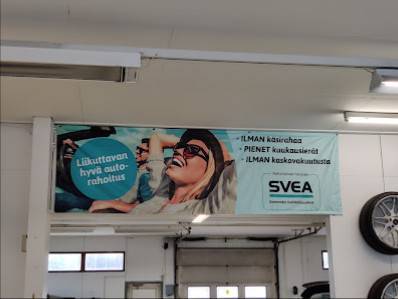 Liikuttavan
hyvä auto-
rahoitus
- ILMAN käsirahaa
- PIENET kuukausierät
- ILMAN kaskovakuutusta
SVEA